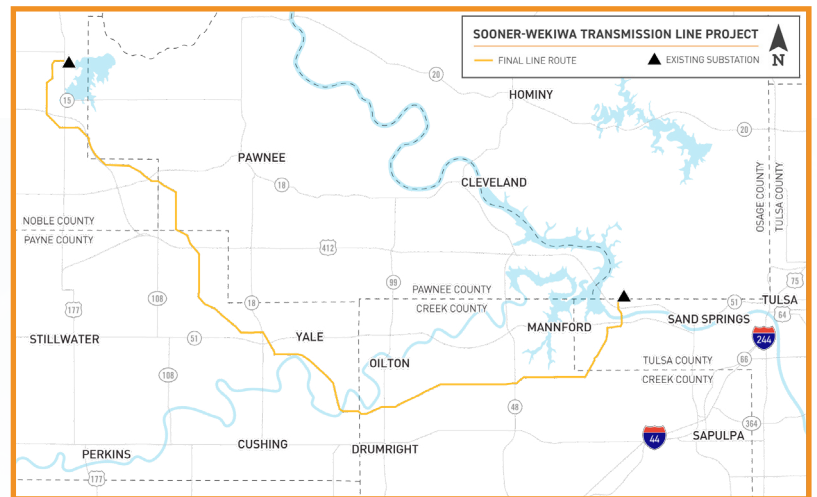 SOONER-WEKIWA TRANSMISSION LINE PROJECT
FINAL LINE ROUTE
EXISTING SUBSTATION
N
20
HOMINY
15
20
PAWNEE
CLEVELAND
18
OSAGE COUNTY
TULSA COUNTY
NOBLE COUNTY
PAYNE COUNTY
412
99
PAWNEE COUNTY
CREEK COUNTY
75
108
18
51
TULSA
177
64
SAND SPRINGS
MANNFORD
STILLWATER
51
YALE
244
OILTON
TULSA COUNTY
66
CREEK COUNTY
108
48
364
44
SAPULPA
CUSHING
DRUMRIGHT
PERKINS
177